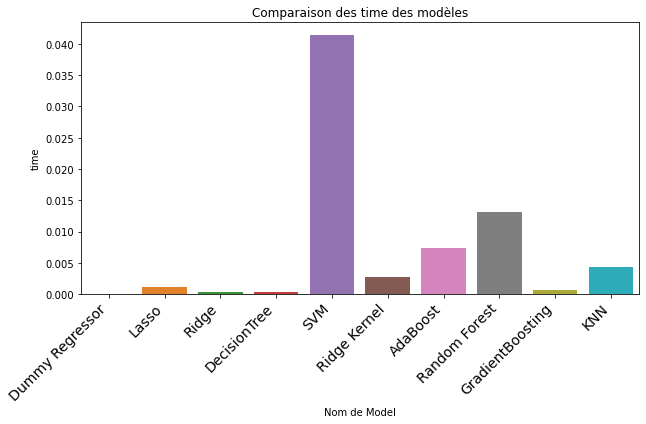 Comparaison des time des modèles
time
0.040
0.035
0.030
0.025
0.020
0.015
0.010
0.005
0.000
Dummy Regressor
Lasso
Ridge
DecisionTree
SVM
Ridge Kernel
AdaBoost
Random Forest
GradientBoosting
KNN
Nom de Model